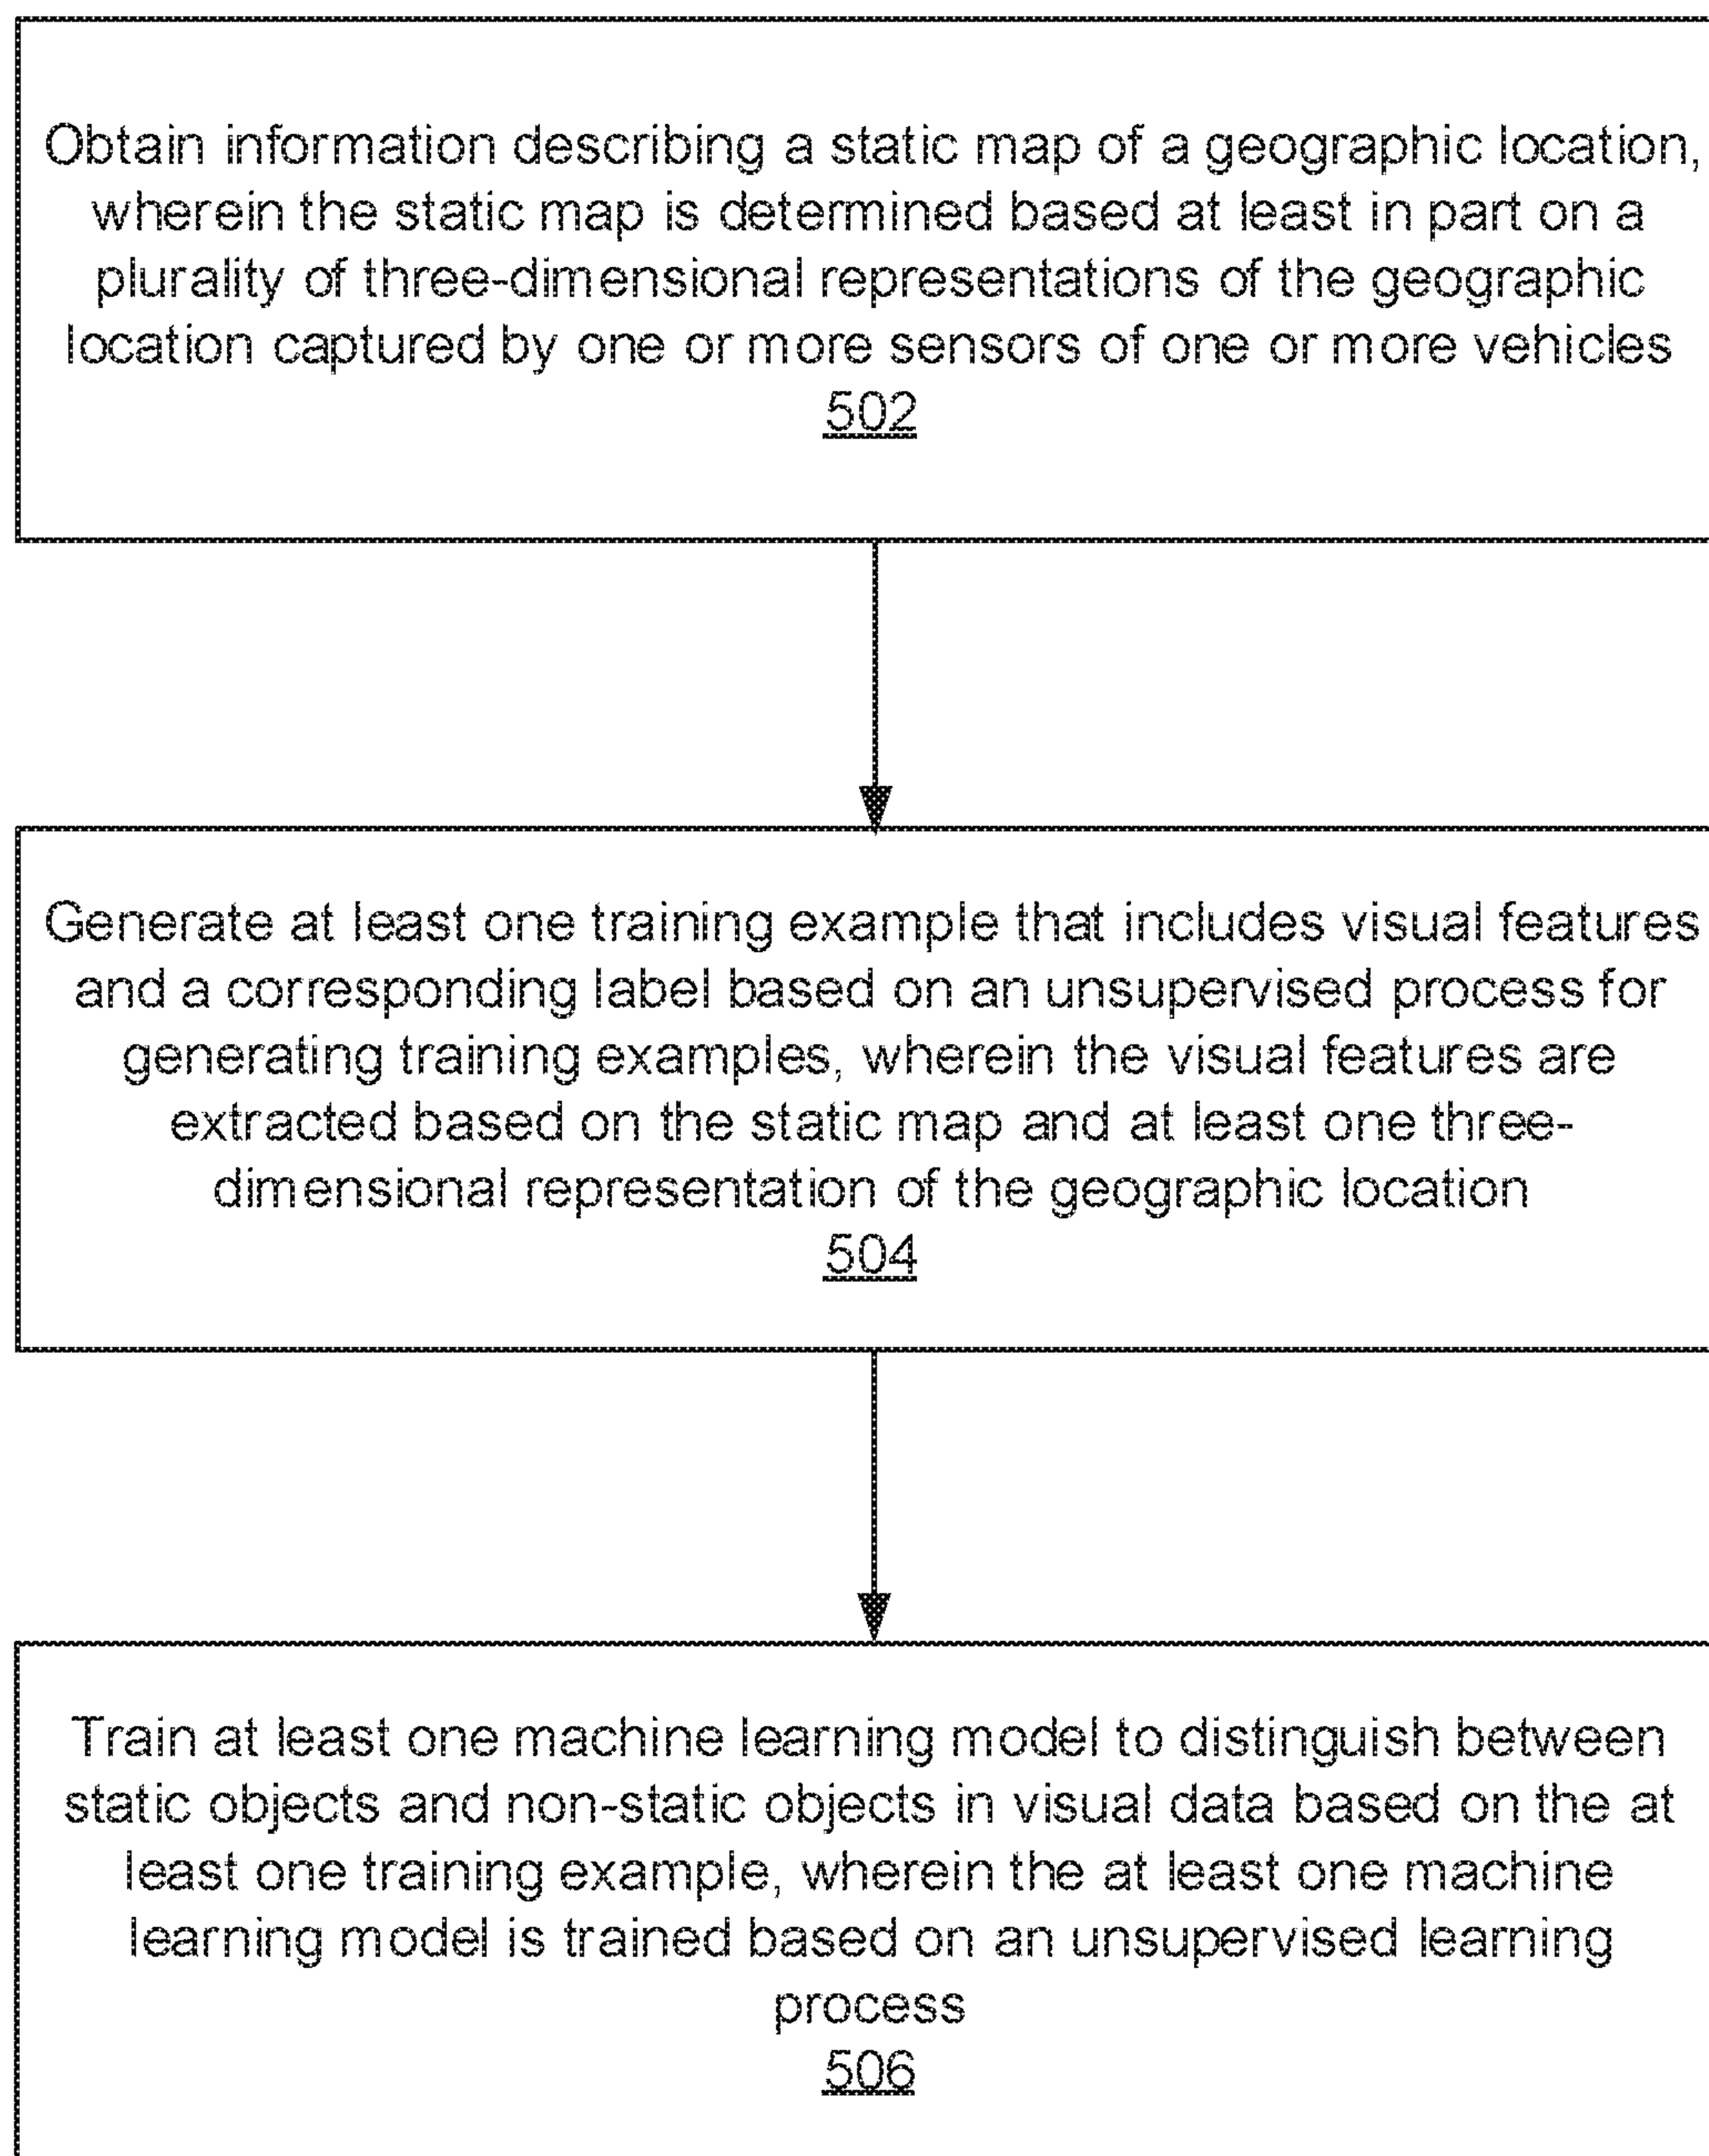 Obtain information describing a static map of a geographic location,
wherein the static map is determined based at least in part on a
plurality of three-dimensional representations of the geographic
location captured by one or more sensors of one or more vehicles
502
Generate at least one training example that includes visual features
and a corresponding label based on an unsupervised process for
generating training examples, wherein the visual features are
extracted based on the static map and at least one three-
dimensional representation of the geographic location
504
Train at least one machine learning model to distinguish between
static objects and non-static objects in visual data based on the at
least one training example, wherein the at least one machine
learning model is trained based on an unsupervised learning
process
506